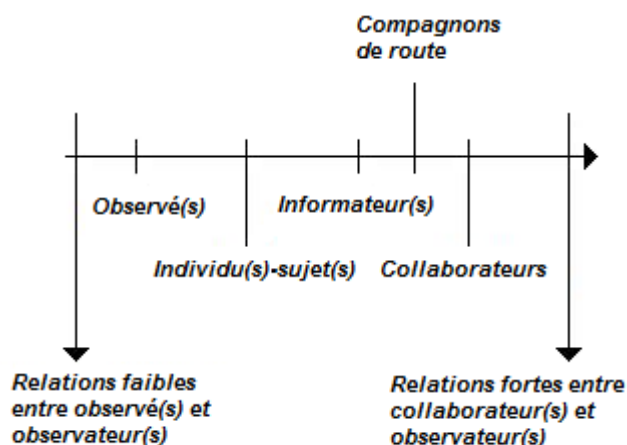 Compagnons
de route
Observé(s)
Informateur(s)
Individu(s)-sujet(s)
Collaborateurs
Relations faibles
entre observé(s) et
observateur(s)
Relations fortes entre
collaborateur(s) et
observateur(s)